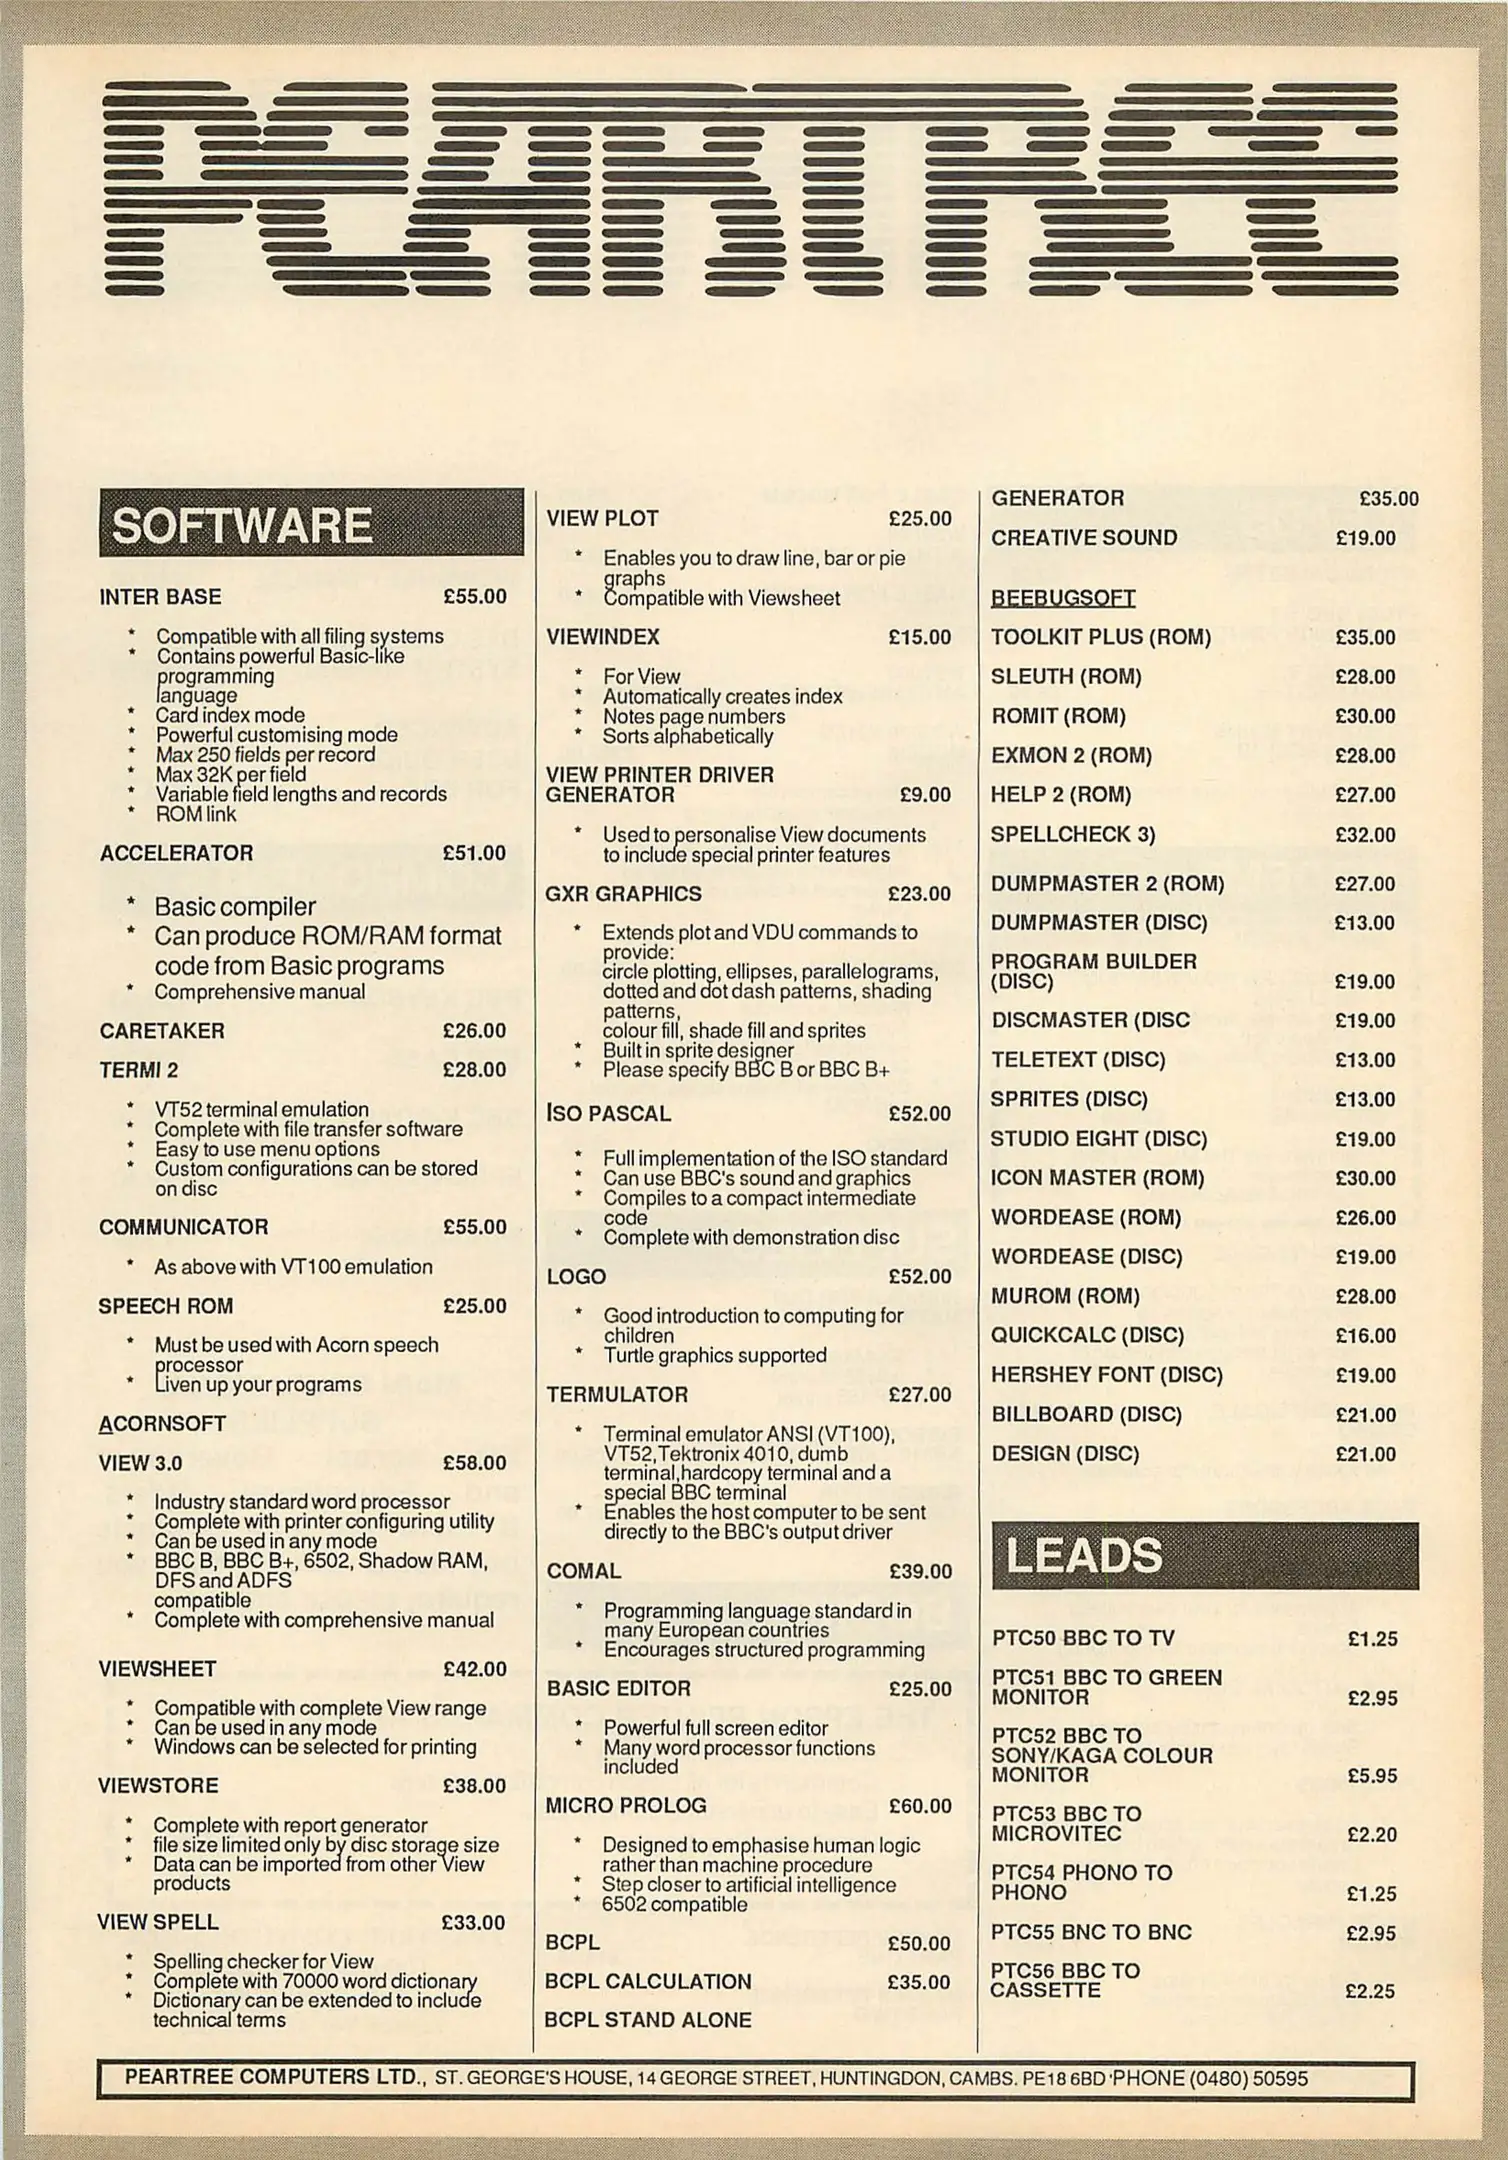 PEARTREE
SOFTWARE
INTER BASE £55.00
* Compatible with all filing systems
* Contains powerful Basic-like
programming
language
* Card index mode
* Powerful customising mode
* Max 250 fields per record
* Max 32K per field
* Variable field lengths and records
* ROM link
ACCELERATOR £51.00
* Basic compiler
* Can produce ROM/RAM format
code from Basic programs
* Comprehensive manual
CARETAKER £26.00
TERMI 2 £28.00
* VT52 terminal emulation
* Complete with file transfer software
* Easy to use menu options
* Custom configurations can be stored
on disc
COMMUNICATOR £55.00
* As above with VT100 emulation
SPEECH ROM £25.00
* Must be used with Acorn speech
processor
* Liven up your programs
ACORNSOFT
VIEW 3.0 £58.00
* Industry standard word processor
* Complete with printer configuring utility
* Can be used in any mode
* BBC B, BBC B+, 6502, Shadow RAM,
DFS and ADFS
compatible
* Complete with comprehensive manual
VIEWSHEET £42.00
* Compatible with complete View range
* Can be used in any mode
* Windows can be selected for printing
VIEWSTORE £38.00
* Complete with report generator
* file size limited only by disc storage size
* Data can be imported from other View
products
VIEW SPELL £33.00
* Spelling checker for View
* Complete with 70000 word dictionary
* Dictionary can be extended to include
technical terms
VIEW PLOT £25.00
* Enables you to draw line, bar or pie
graphs
* Compatible with Viewsheet
VIEWINDEX £15.00
* For View
* Automatically creates index
* Notes page numbers
* Sorts alphabetically
VIEW PRINTER DRIVER
GENERATOR £9.00
* Used to personalise View documents
to include special printer features
GXR GRAPHICS £23.00
* Extends plot and VDU commands to
provide:
circle plotting, ellipses, parallelograms,
dotted and dot dash patterns, shading
patterns,
colour fill, shade fill and sprites
* Built in sprite designer
* Please specify BBC B or BBC B+
ISO PASCAL £52.00
* Full implementation of the ISO standard
* Can use BBC's sound and graphics
* Compiles to a compact intermediate
code
* Complete with demonstration disc
LOGO £52.00
* Good introduction to computing for
children
* Turtle graphics supported
TERMULATOR £27.00
* Terminal emulator ANSI (VT100),
VT52,Tektronix 4010, dumb
terminal,hardcopy terminal and a
special BBC terminal
* Enables the host computer to be sent
directly to the BBC's output driver
COMAL £39.00
* Programming language standard in
many European countries
* Encourages structured programming
BASIC EDITOR £25.00
* Powerful full screen editor
* Many word processor functions
included
MICRO PROLOG £60.00
* Designed to emphasise human logic
rather than machine procedure
* Step closer to artificial intelligence
* 6502 compatible
BCPL £50.00
BCPL CALCULATION £35.00
BCPL STAND ALONE
GENERATOR £35.00
CREATIVE SOUND £19.00
BEEBUGSOFT
TOOLKIT PLUS (ROM) £35.00
SLEUTH (ROM) £28.00
ROMIT (ROM) £30.00
EXMON 2 (ROM) £28.00
HELP 2 (ROM) £27.00
SPELLCHECK 3) £32.00
DUMPMASTER 2 (ROM) £27.00
DUMPMASTER (DISC) £13.00
PROGRAM BUILDER
(DISC) £19.00
DISCMASTER (DISC £19.00
TELETEXT (DISC) £13.00
SPRITES (DISC) £13.00
STUDIO EIGHT (DISC) £19.00
ICON MASTER (ROM) £30.00
WORDEASE (ROM) £26.00
WORDEASE (DISC) £19.00
MUROM (ROM) £28.00
QUICKCALC (DISC) £16.00
HERSHEY FONT (DISC) £19.00
BILLBOARD (DISC) £21.00
DESIGN (DISC) £21.00
LEADS
PTC50 BBC TO TV £1.25
PTC51 BBC TO GREEN
MONITOR £2.95
PTC52 BBC TO
SONY/KAGA COLOUR
MONITOR £5.95
PTC53 BBC TO
MICROVITEC £2.20
PTC54 PHONO TO
PHONO £1.25
PTC55 BNC TO BNC £2.95
PTC56 BBC TO
CASSETTE £2.25
PEARTREE COMPUTERS LTD., ST. GEORGE'S HOUSE, 14 GEORGE STREET, HUNTINGDON, CAMBS. PE18 6BD ·PHONE (0480) 50595